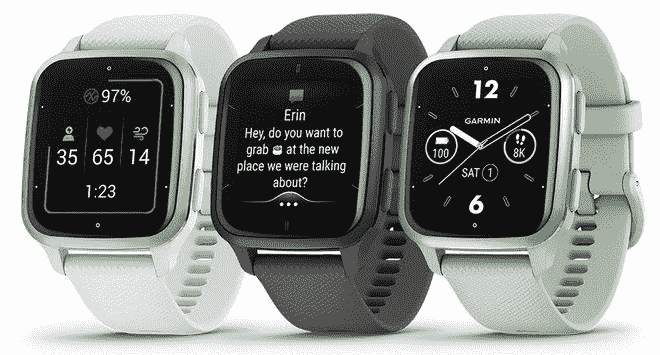 97%
35 65 14
1:23
Erin
Hey, do you want to
grab 🍣 at the new
place we were talking
about?
12
GARMIN
100
8K
SAT 1
6